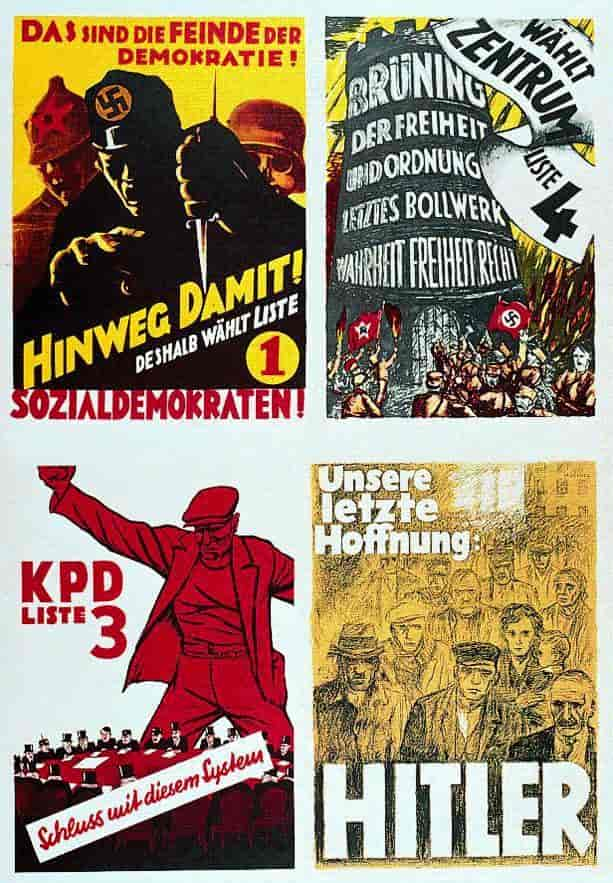 DAS SIND DIE FEINDE DER
DEMOKRATIE!
HINWEG DAMIT!
DESHALB WÄHLT LISTE
1
SOZIALDEMOKRATEN!
WÄHLT
ZENTRUM
LISTE 4
BRÜNING
DER FREIHEIT
UND ORDNUNG
LETZTES BOLLWERK
WAHRHEIT FREIHEIT RECHT
KPD
LISTE 3
Schluss mit diesem System
Unsere
letzte
Hoffnung:
HITLER